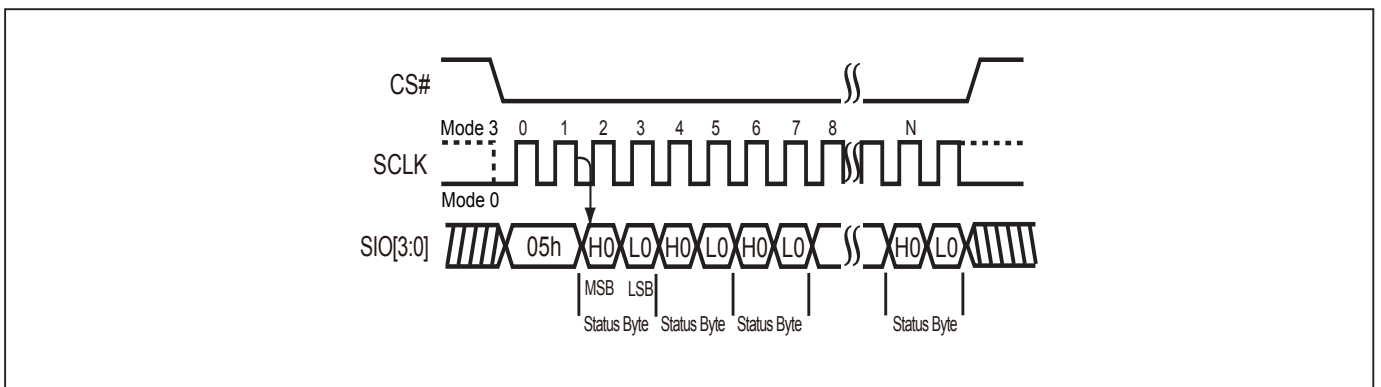 CS#
Mode 3 0 1 2 3 4 5 6 7 8 N
SCLK
Mode 0
SIO[3:0] 05h H0 L0 H0 L0 H0 L0 H0 L0
MSB LSB
Status Byte Status Byte Status Byte Status Byte